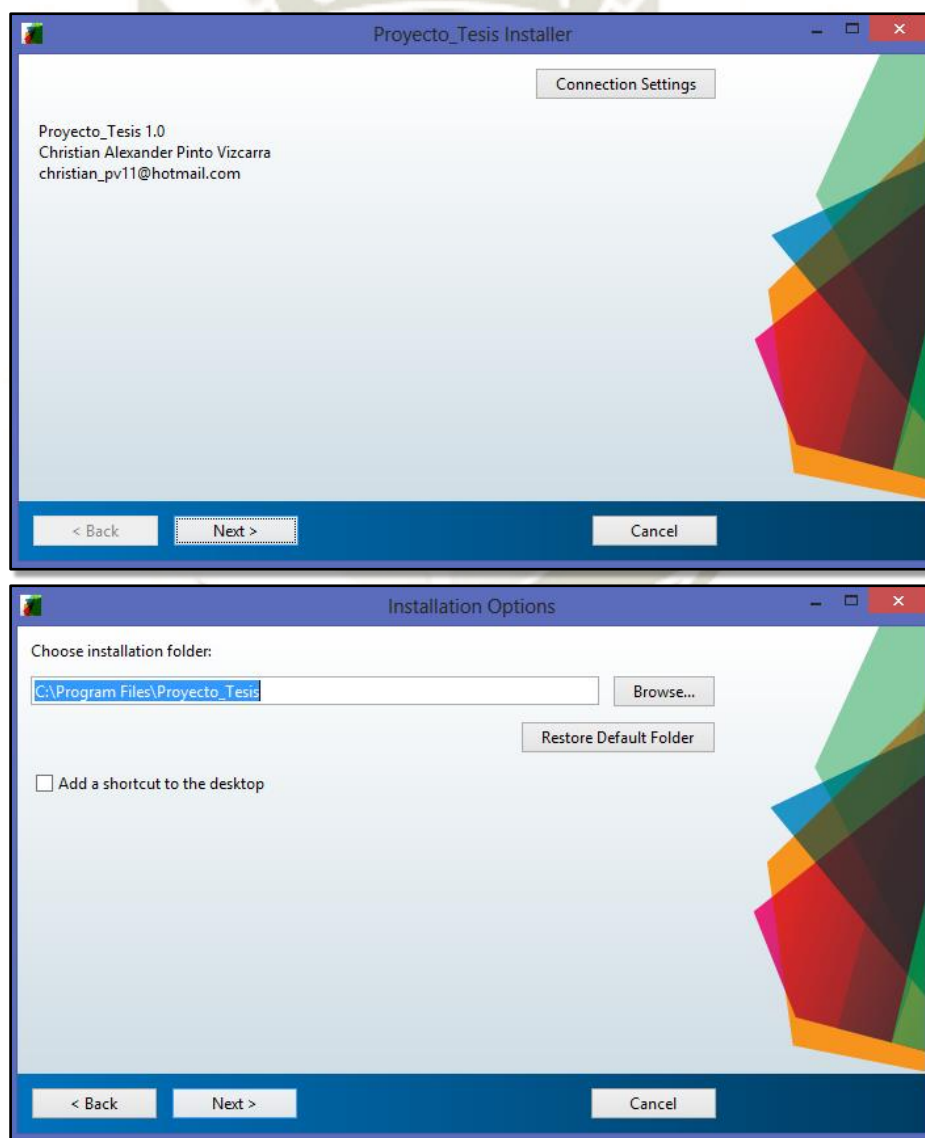 Proyecto_Tesis Installer
Connection Settings
Proyecto_Tesis 1.0
Christian Alexander Pinto Vizcarra
christian_pv11@hotmail.com
< Back
Next >
Cancel
Installation Options
Choose installation folder:
C:\Program Files\Proyecto_Tesis
Browse...
Restore Default Folder
Add a shortcut to the desktop
< Back
Next >
Cancel